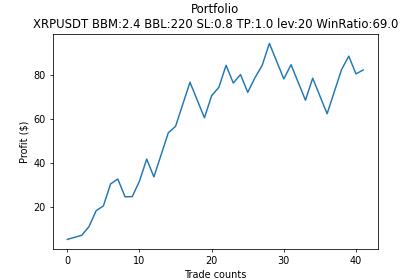 Portfolio
XRPUSDT BBM:2.4 BBL:220 SL:0.8 TP:1.0 lev:20 WinRatio:69.0
Profit ($)
80
60
40
20
0 10 20 30 40
Trade counts